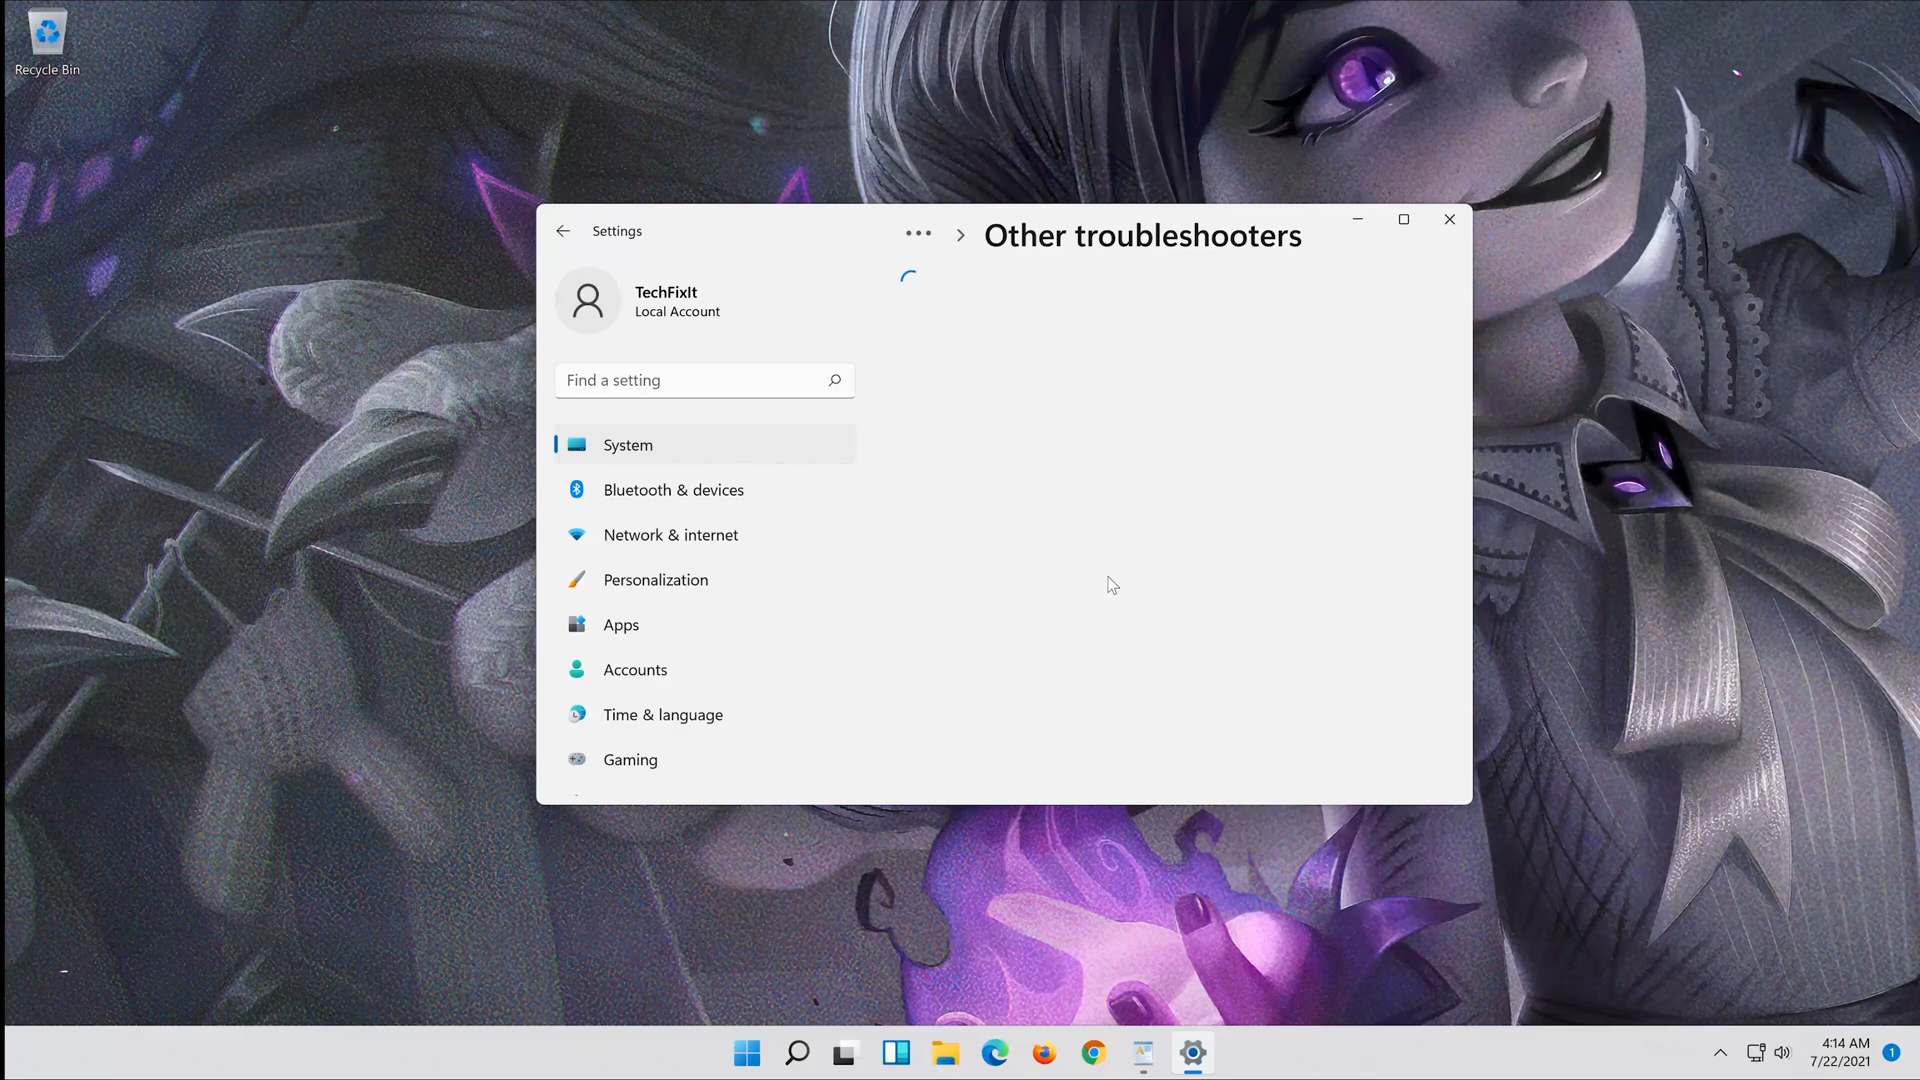 Recycle Bin
Settings
••• > Other troubleshooters
TechFixIt
Local Account
Find a setting
System
Bluetooth & devices
Network & internet
Personalization
Apps
Accounts
Time & language
Gaming
4:14 AM
7/22/2021
1